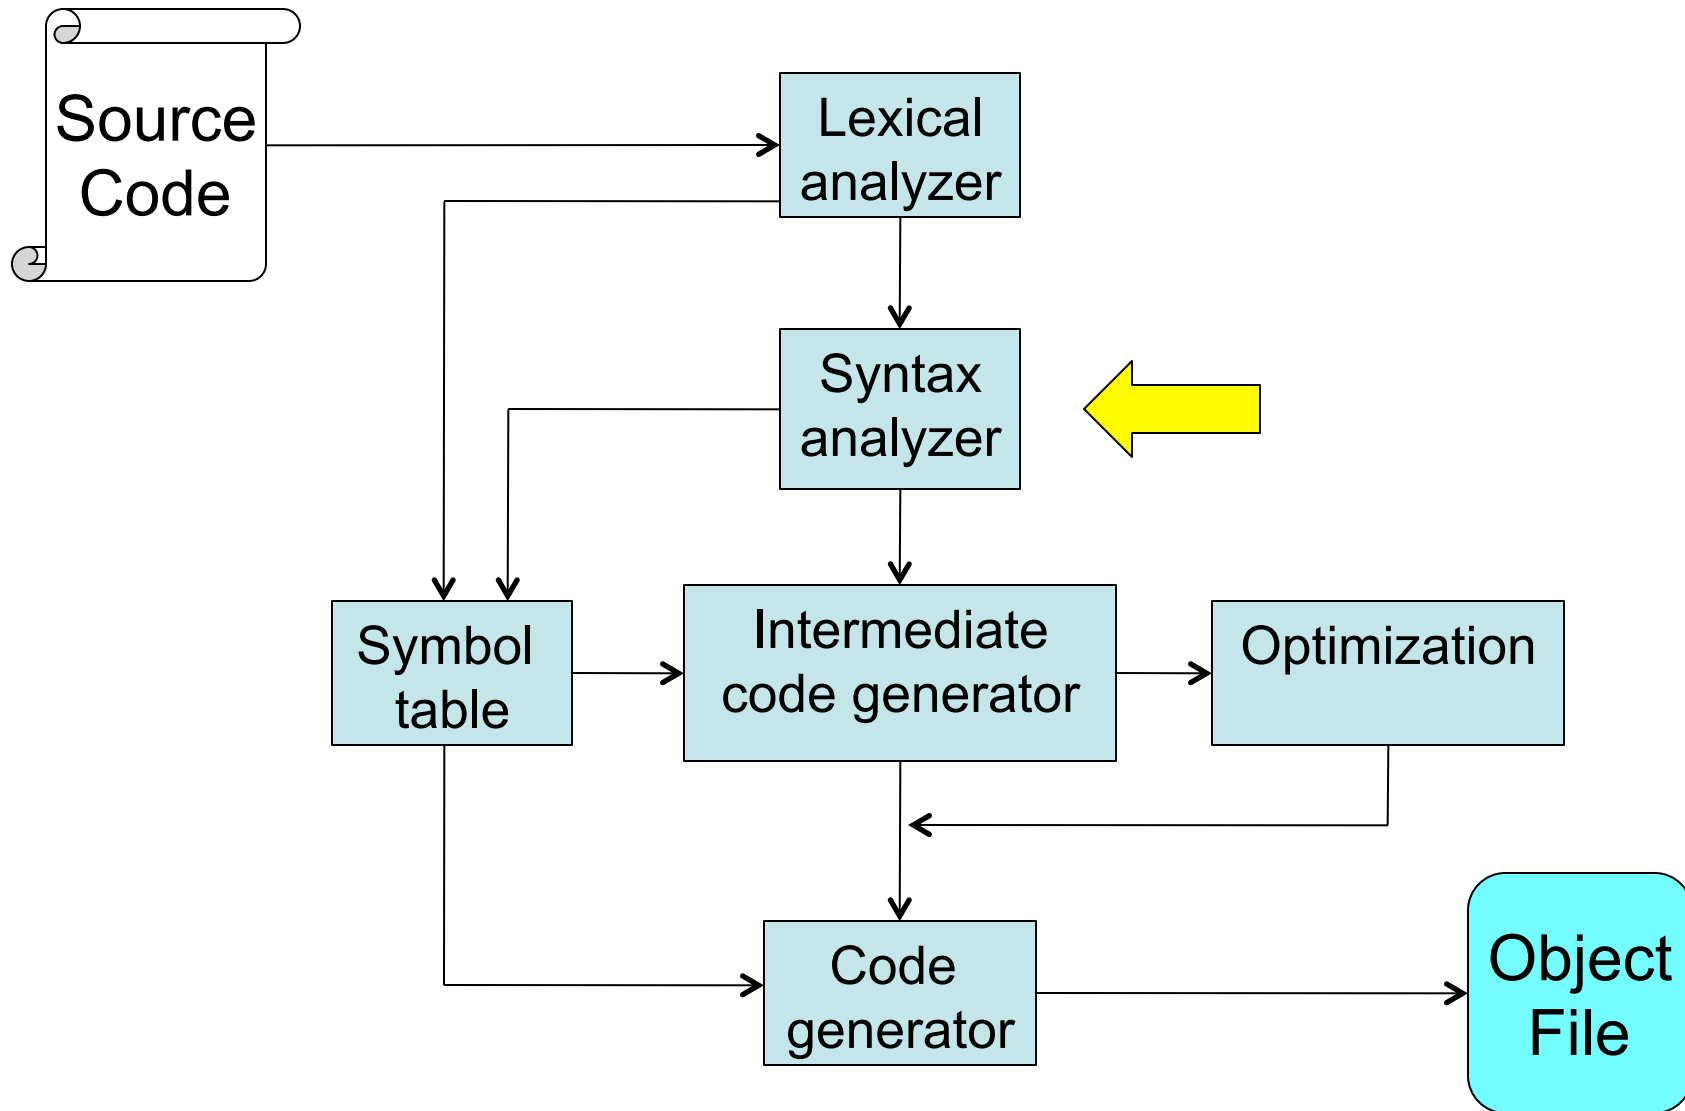 Source
Code
Lexical
analyzer
Syntax
analyzer
Symbol
table
Intermediate
code generator
Optimization
Code
generator
Object
File